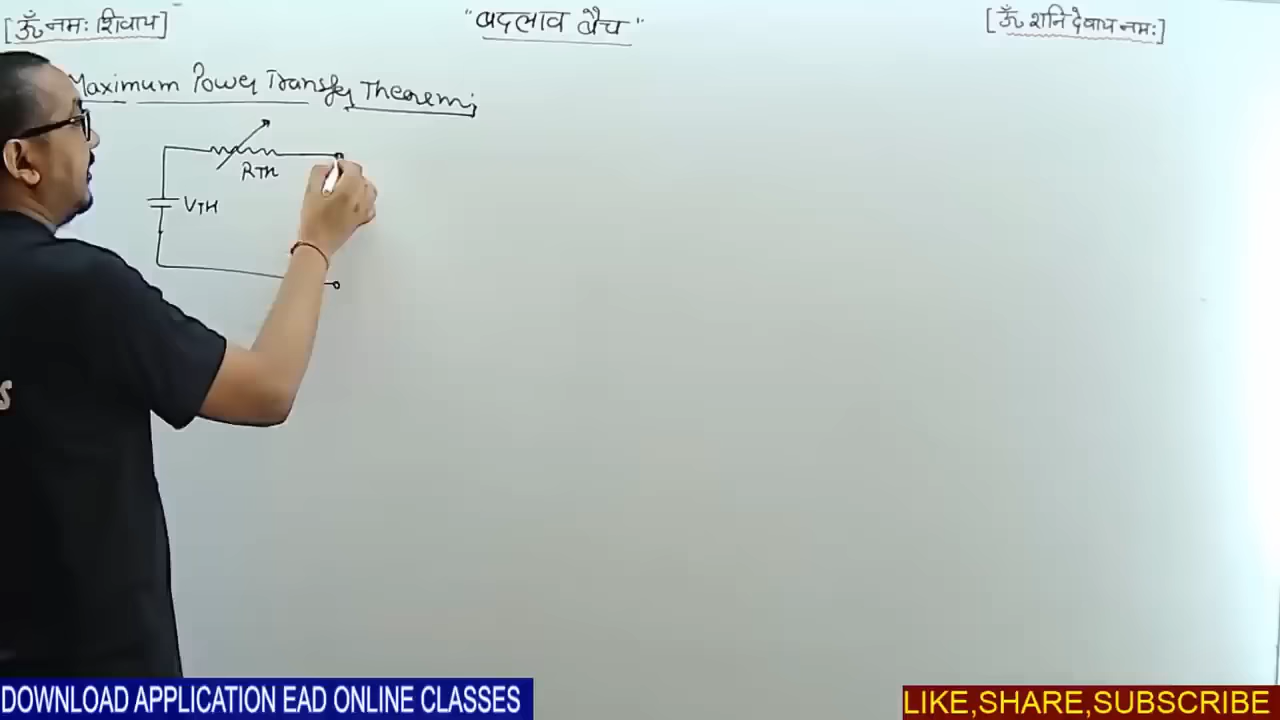 [ॐ नमः शिवाय]
"बदलाव बैच"
[ॐ शनि देवाय नमः]
Maximum Power Transfer Theorem;
RTH
VTH
S
DOWNLOAD APPLICATION EAD ONLINE CLASSES
LIKE,SHARE,SUBSCRIBE